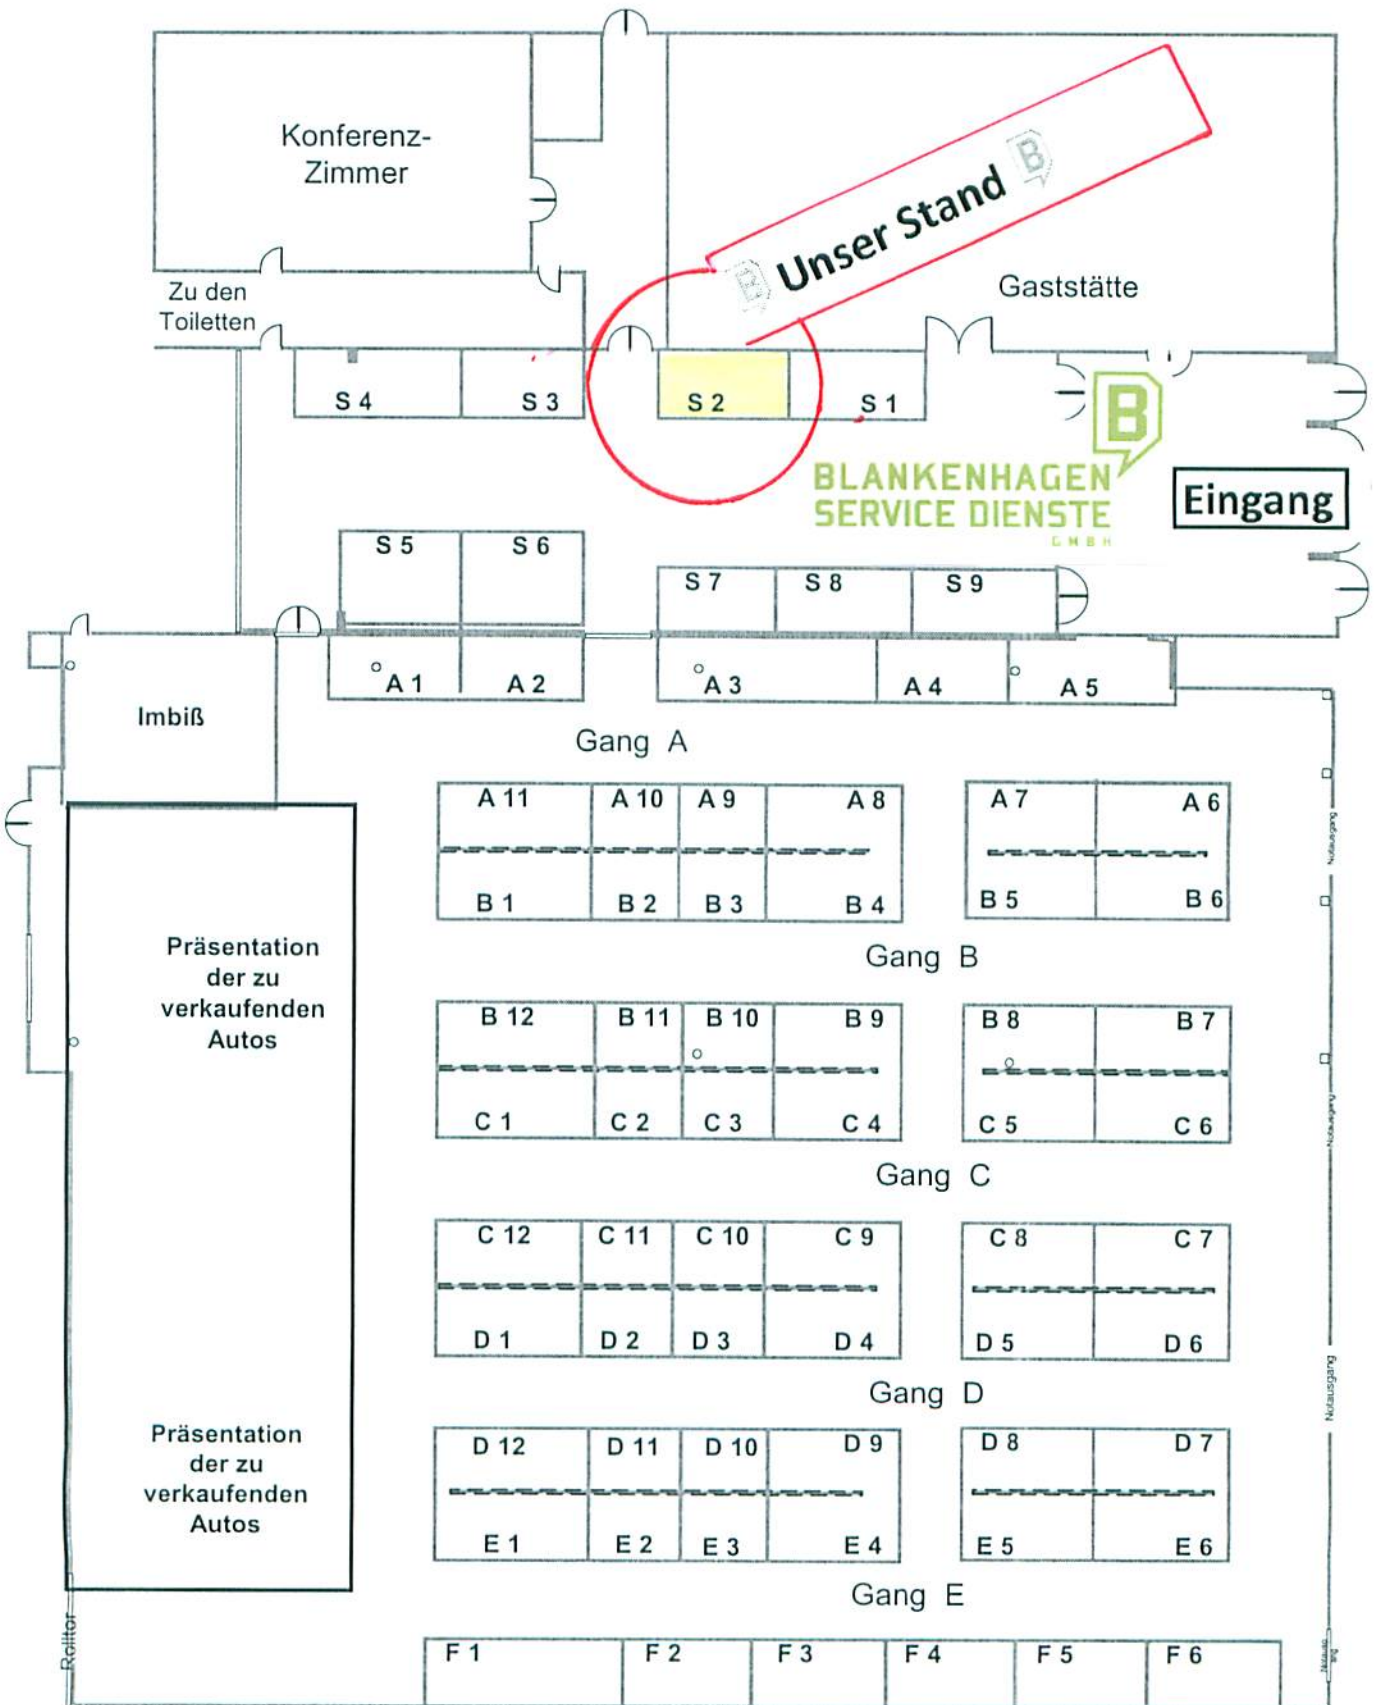 Konferenz-
Zimmer
B Unser Stand B
Zu den
Toiletten
Gaststätte
S 4
S 3
S 2
S 1
B
BLANKENHAGEN
SERVICE DIENSTE
GMBH
Eingang
S 5
S 6
S 7
S 8
S 9
A 1
A 2
A 3
A 4
A 5
Imbiß
Gang A
A 11
A 10
A 9
A 8
A 7
A 6
Notausgang
B 1
B 2
B 3
B 4
B 5
B 6
Präsentation
der zu
verkaufenden
Autos
Gang B
B 12
B 11
B 10
B 9
B 8
B 7
Notausgang
C 1
C 2
C 3
C 4
C 5
C 6
Gang C
C 12
C 11
C 10
C 9
C 8
C 7
D 1
D 2
D 3
D 4
D 5
D 6
Notausgang
Gang D
Präsentation
der zu
verkaufenden
Autos
D 12
D 11
D 10
D 9
D 8
D 7
E 1
E 2
E 3
E 4
E 5
E 6
Gang E
Rolltor
F 1
F 2
F 3
F 4
F 5
F 6